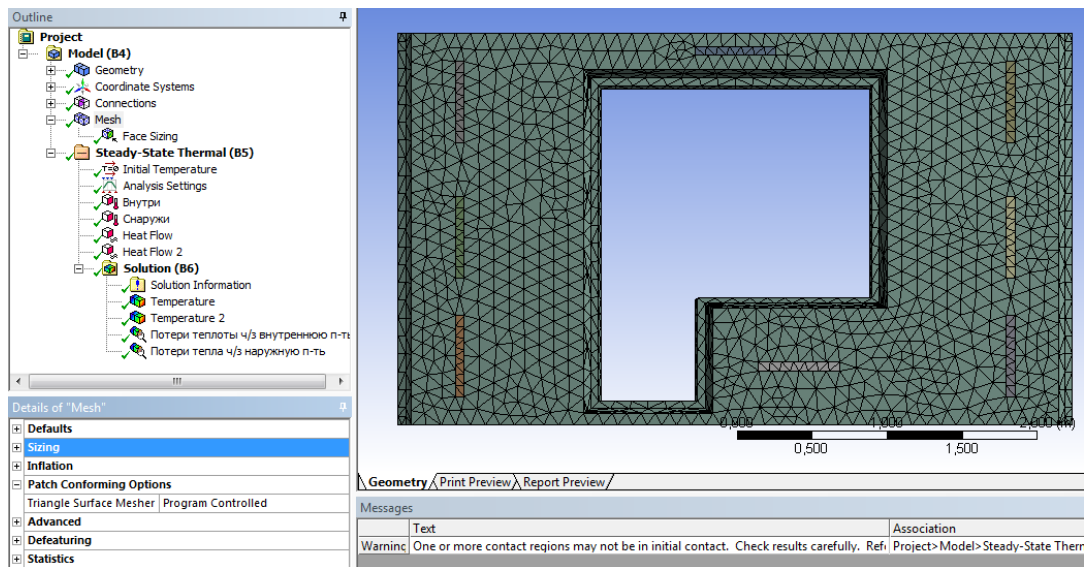 Outline
Project
Model (B4)
Geometry
Coordinate Systems
Connections
Mesh
Face Sizing
Steady-State Thermal (B5)
Initial Temperature
Analysis Settings
Внутри
Снаружи
Heat Flow
Heat Flow 2
Solution (B6)
Solution Information
Temperature
Temperature 2
Потери теплоты ч/з внутреннюю п-ть
Потери тепла ч/з наружную п-ть
Details of "Mesh"
Defaults
Sizing
Inflation
Patch Conforming Options
Triangle Surface Mesher Program Controlled
Advanced
Defeaturing
Statistics
0,000 1,000 2,000 (m)
0,500 1,500
Geometry Print Preview Report Preview
Messages
Text Association
Warning One or more contact regions may not be in initial contact. Check results carefully. Refe Project>Model>Steady-State Therm